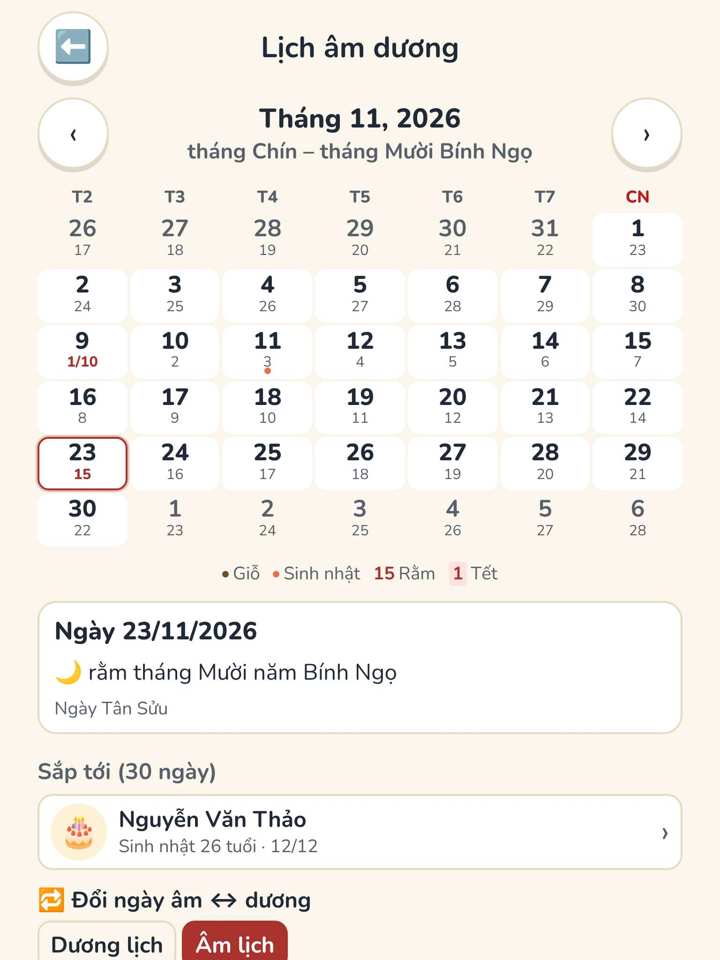 Lịch âm dương
‹ Tháng 11, 2026 ›
tháng Chín – tháng Mười Bính Ngọ
T2 T3 T4 T5 T6 T7 CN
26 27 28 29 30 31 1
17 18 19 20 21 22 23
2 3 4 5 6 7 8
24 25 26 27 28 29 30
9 10 11 12 13 14 15
1/10 2 3 4 5 6 7
16 17 18 19 20 21 22
8 9 10 11 12 13 14
23 24 25 26 27 28 29
15 16 17 18 19 20 21
30 1 2 3 4 5 6
22 23 24 25 26 27 28
• Giỗ • Sinh nhật 15 Rằm 1 Tết
Ngày 23/11/2026
🌙 rằm tháng Mười năm Bính Ngọ
Ngày Tân Sửu
Sắp tới (30 ngày)
Nguyễn Văn Thảo
Sinh nhật 26 tuổi · 12/12 ›
🔁 Đổi ngày âm ↔ dương
Dương lịch Âm lịch